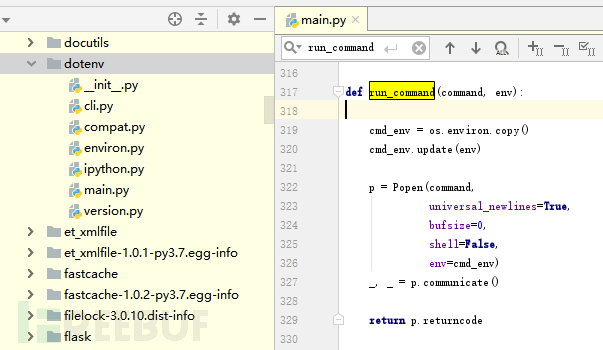 docutils
dotenv
__init__.py
cli.py
compat.py
environ.py
ipython.py
main.py
version.py
et_xmlfile
et_xmlfile-1.0.1-py3.7.egg-info
fastcache
fastcache-1.0.2-py3.7.egg-info
filelock-3.0.10.dist-info
flask
REEBUF
main.py ×
run_command
316
317 def run_command(command, env):
318
319 cmd_env = os.environ.copy()
320 cmd_env.update(env)
321
322 p = Popen(command,
323 universal_newlines=True,
324 bufsize=0,
325 shell=False,
326 env=cmd_env)
327 _, _ = p.communicate()
328
329 return p.returncode
330